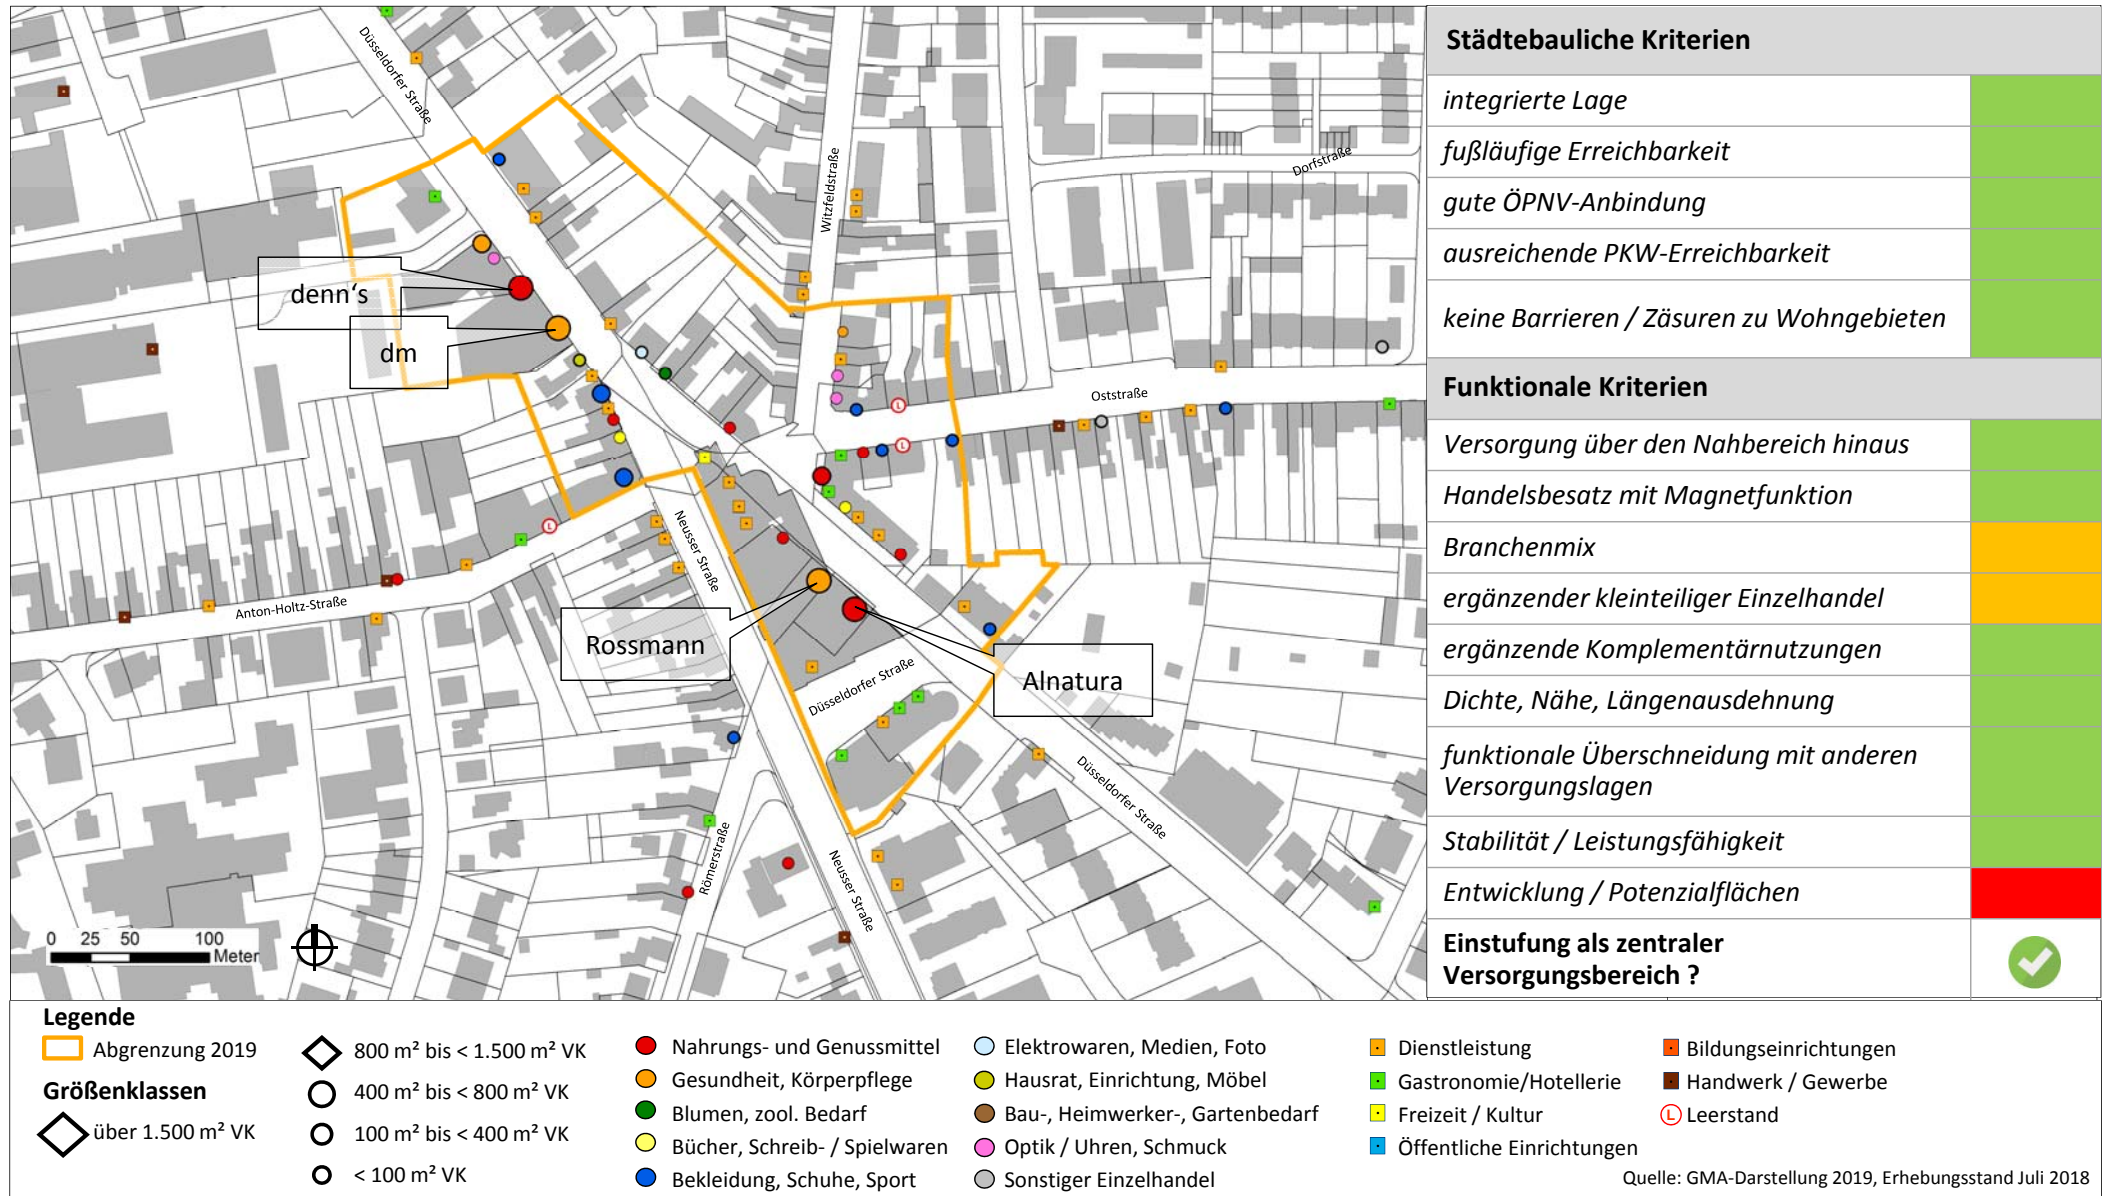 Düsseldorfer Straße
Witzfeldstraße
Dorfstraße
denn‘s
dm
Oststraße
Neusser Straße
Anton-Holtz-Straße
Rossmann
Alnatura
Düsseldorfer Straße
Düsseldorfer Straße
Römerstraße
Neusser Straße
L
L
L
0 25 50 100
Meter
Städtebauliche Kriterien
integrierte Lage
fußläufige Erreichbarkeit
gute ÖPNV-Anbindung
ausreichende PKW-Erreichbarkeit
keine Barrieren / Zäsuren zu Wohngebieten
Funktionale Kriterien
Versorgung über den Nahbereich hinaus
Handelsbesatz mit Magnetfunktion
Branchenmix
ergänzender kleinteiliger Einzelhandel
ergänzende Komplementärnutzungen
Dichte, Nähe, Längenausdehnung
funktionale Überschneidung mit anderen
Versorgungslagen
Stabilität / Leistungsfähigkeit
Entwicklung / Potenzialflächen
Einstufung als zentraler
Versorgungsbereich ?
Legende
Abgrenzung 2019
Größenklassen
über 1.500 m² VK
800 m² bis < 1.500 m² VK
400 m² bis < 800 m² VK
100 m² bis < 400 m² VK
< 100 m² VK
Nahrungs- und Genussmittel
Gesundheit, Körperpflege
Blumen, zool. Bedarf
Bücher, Schreib- / Spielwaren
Bekleidung, Schuhe, Sport
Elektrowaren, Medien, Foto
Hausrat, Einrichtung, Möbel
Bau-, Heimwerker-, Gartenbedarf
Optik / Uhren, Schmuck
Sonstiger Einzelhandel
Dienstleistung
Gastronomie/Hotellerie
Freizeit / Kultur
Öffentliche Einrichtungen
Bildungseinrichtungen
Handwerk / Gewerbe
L Leerstand
Quelle: GMA-Darstellung 2019, Erhebungsstand Juli 2018